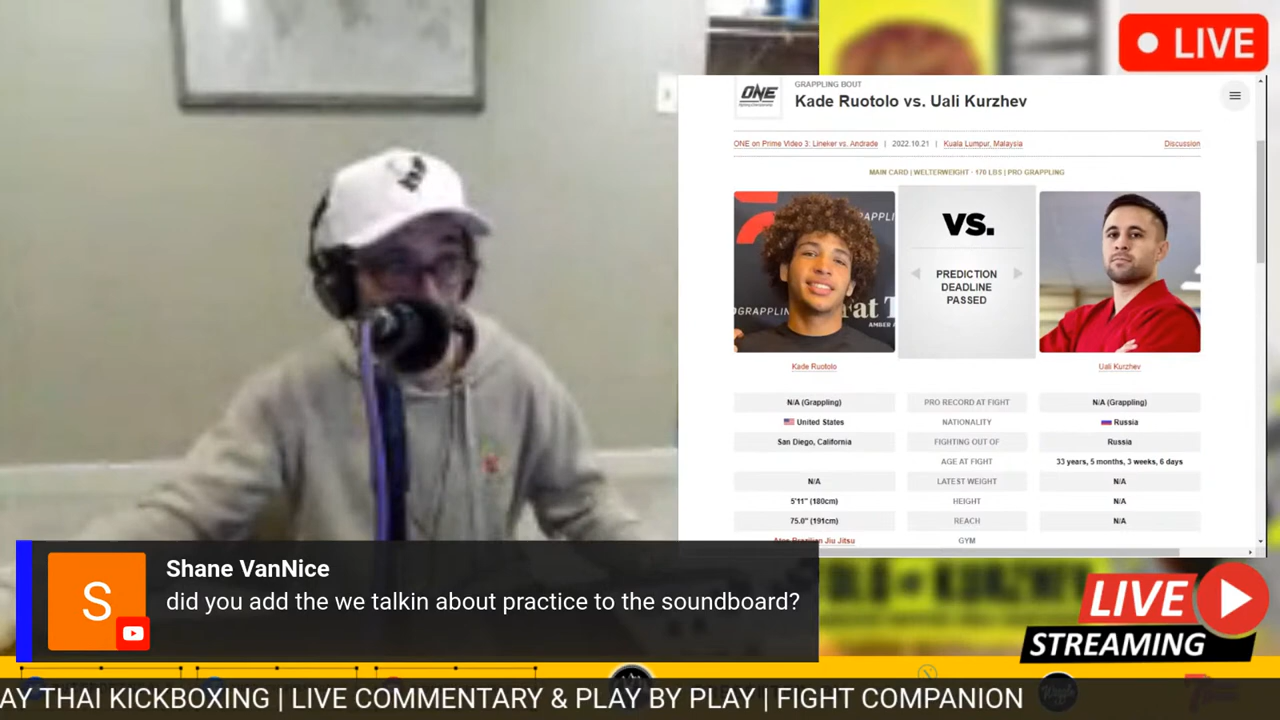 LIVE
ONE
GRAPPLING BOUT
Kade Ruotolo vs. Uali Kurzhev
ONE on Prime Video 3: Lineker vs. Andrade | 2022.10.21 | Kuala Lumpur, Malaysia
Discussion
MAIN CARD | WELTERWEIGHT · 170 LBS | PRO GRAPPLING
VS.
PREDICTION
DEADLINE
PASSED
Kade Ruotolo
Uali Kurzhev
N/A (Grappling) PRO RECORD AT FIGHT N/A (Grappling)
United States NATIONALITY Russia
San Diego, California FIGHTING OUT OF Russia
AGE AT FIGHT 33 years, 5 months, 3 weeks, 6 days
N/A LATEST WEIGHT N/A
5'11" (180cm) HEIGHT N/A
75.0" (191cm) REACH N/A
Atos Brazilian Jiu Jitsu GYM
S
Shane VanNice
did you add the we talkin about practice to the soundboard?
LIVE
STREAMING
AY THAI KICKBOXING | LIVE COMMENTARY & PLAY BY PLAY | FIGHT COMPANION